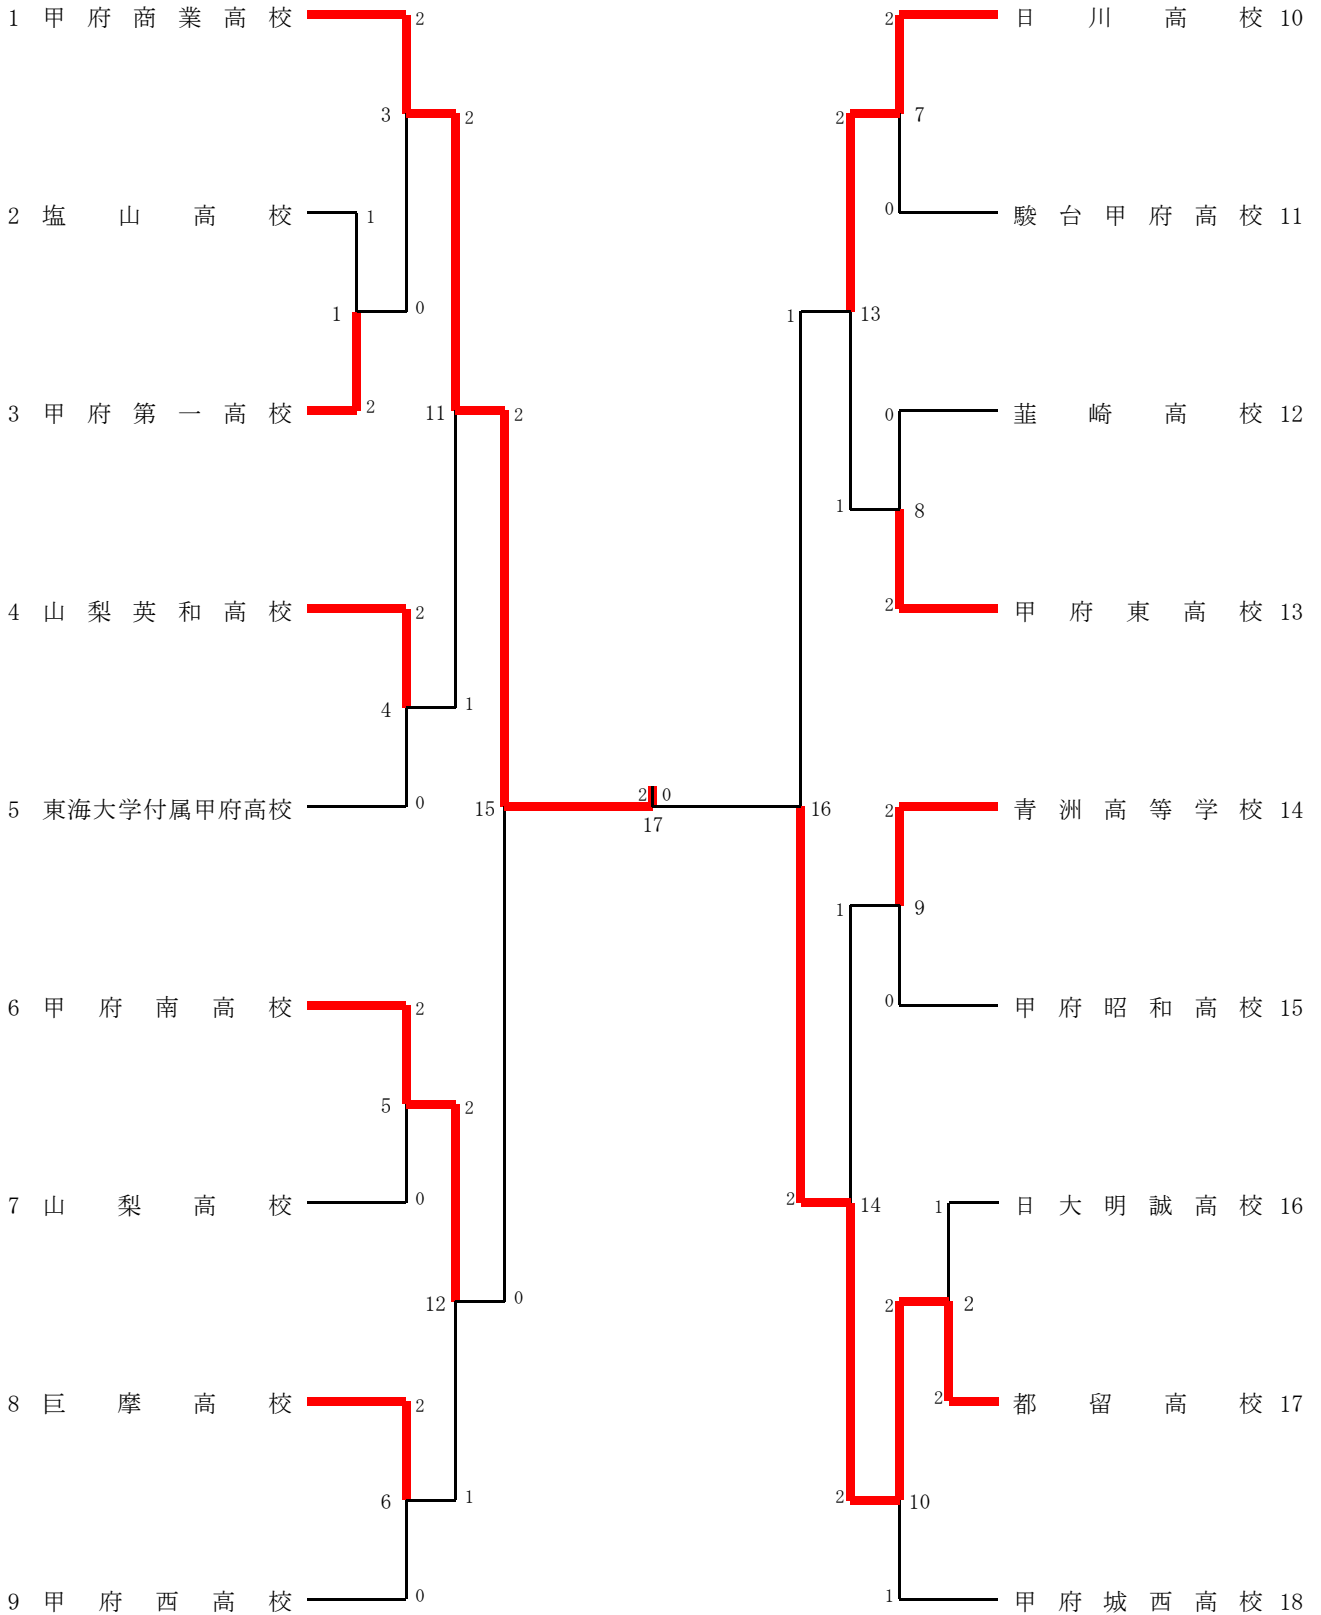 1 甲府商業高校 2 2 日川高校 10
3 2 2 7
2 塩山高校 1 0 駿台甲府高校 11
1 0 1 13
3 甲府第一高校 2 11 2 0 韮崎高校 12
1 8
4 山梨英和高校 2 2 甲府東高校 13
4 1
5 東海大学付属甲府高校 0 15 2 0 17 16 2 青洲高等学校 14
1 9
6 甲府南高校 2 0 甲府昭和高校 15
5 2
7 山梨高校 0 2 14 1 日大明誠高校 16
12 0 2 2
8 巨摩高校 2 2 都留高校 17
6 1 2 10
9 甲府西高校 0 1 甲府城西高校 18